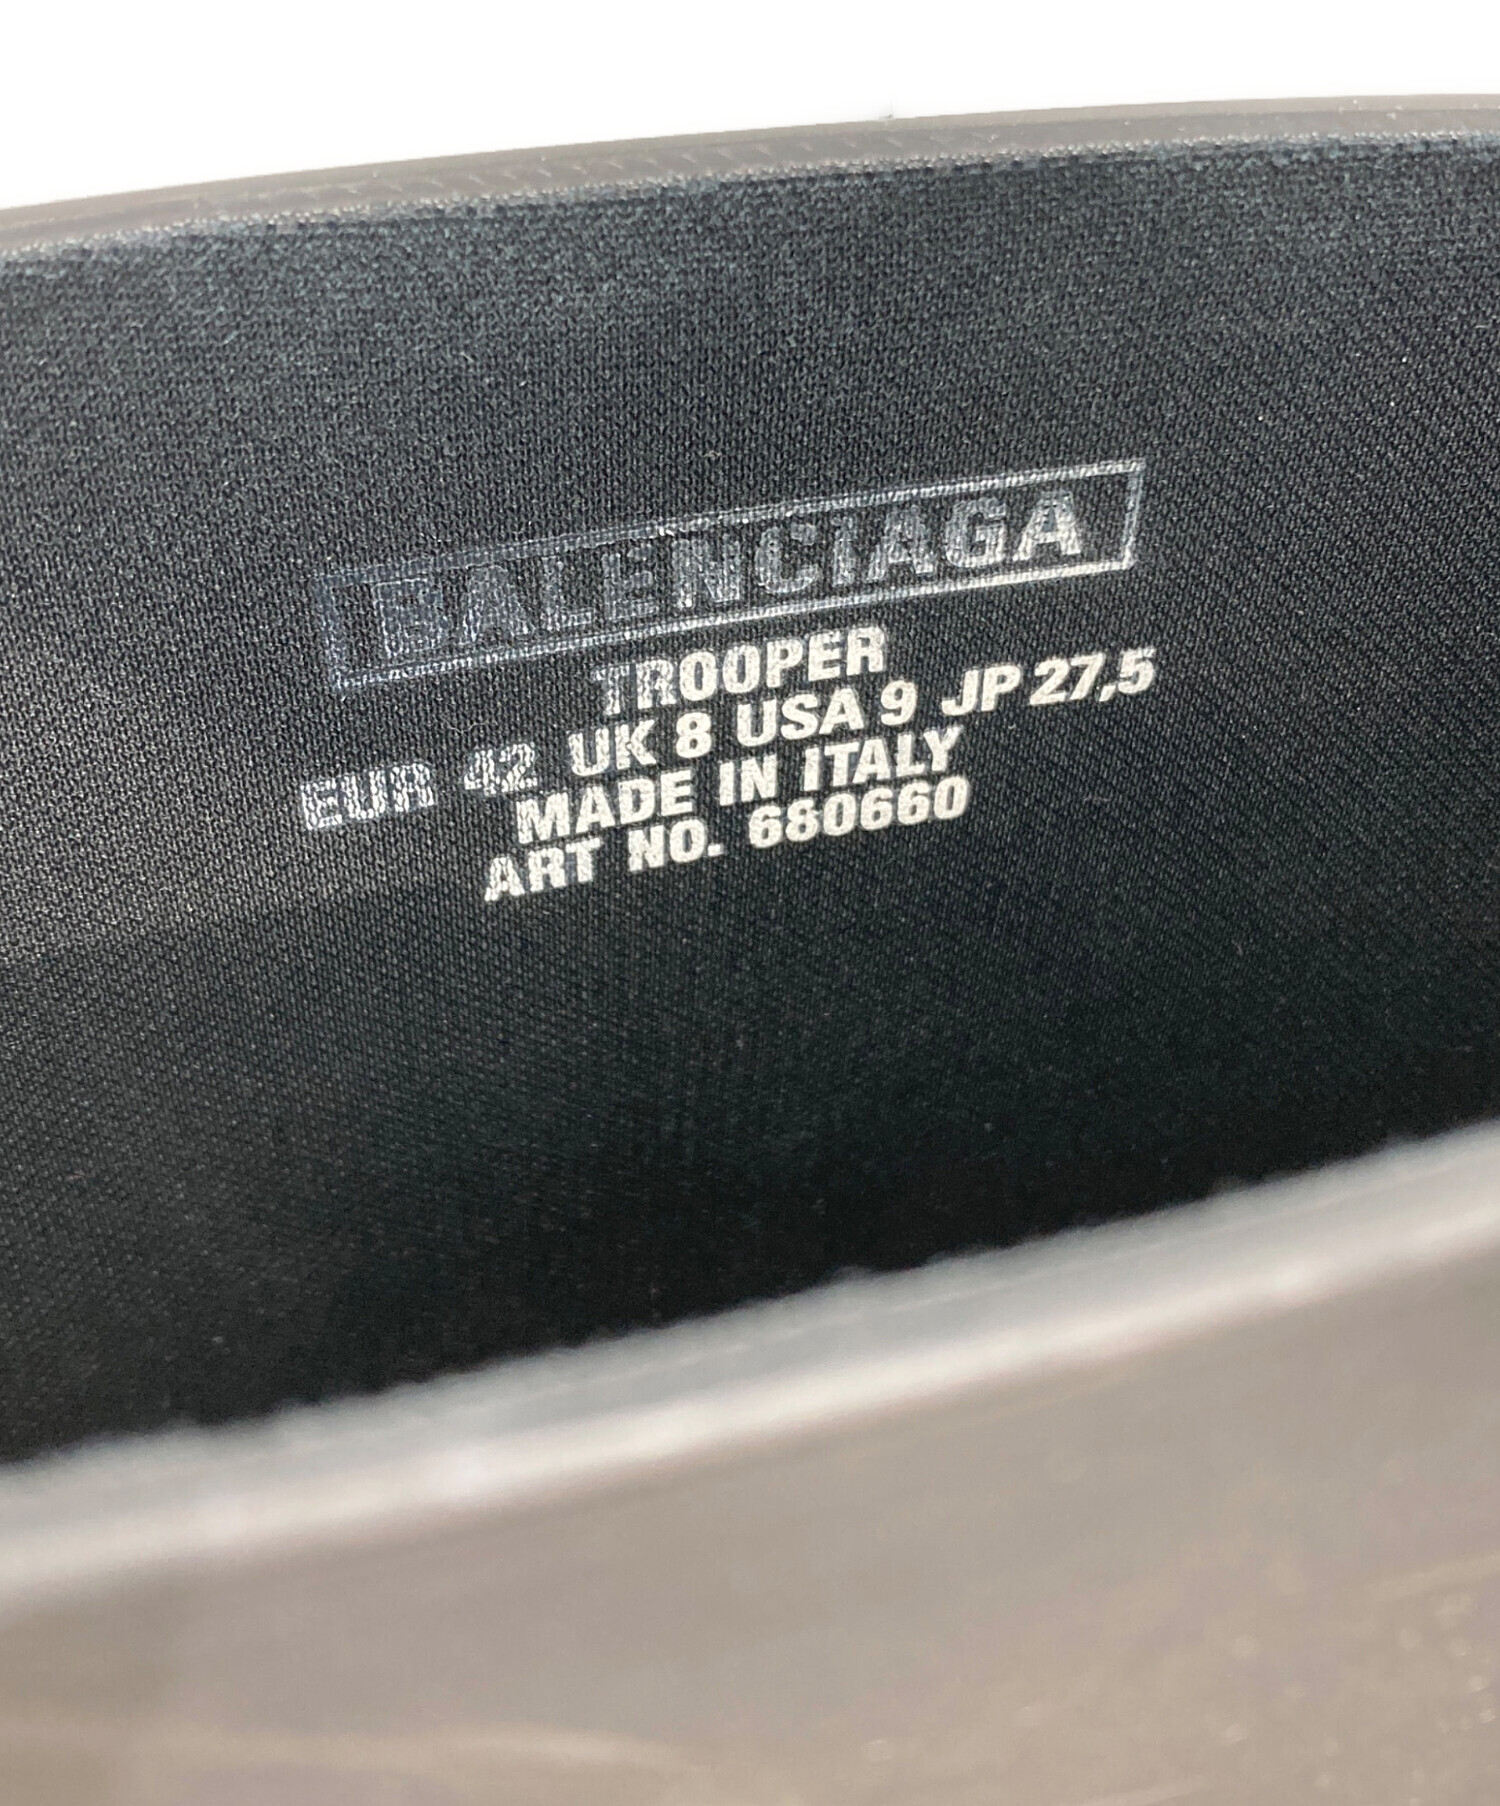 BALENCIAGA
TROOPER
EUR 42 UK 8 USA 9 JP 27,5
MADE IN ITALY
ART NO. 680660